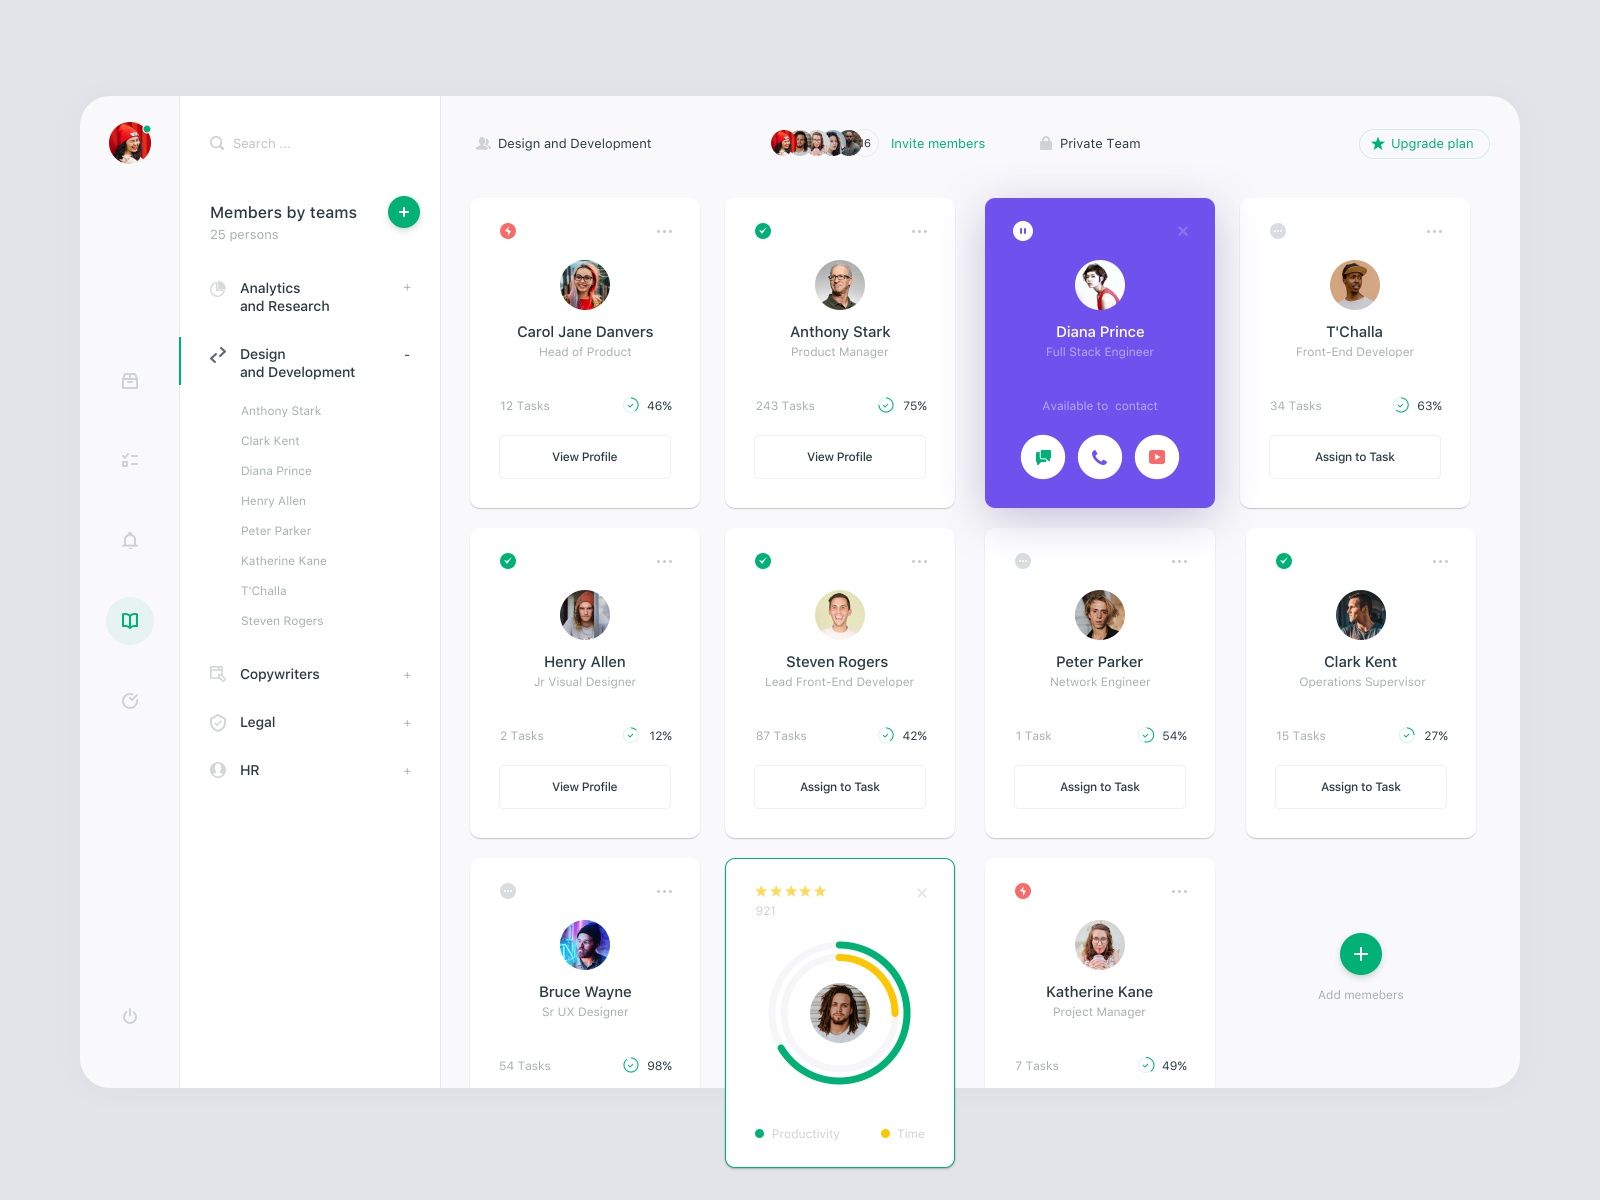 Search ...
Members by teams
25 persons
Analytics
and Research
+
Design
and Development
-
Anthony Stark
Clark Kent
Diana Prince
Henry Allen
Peter Parker
Katherine Kane
T'Challa
Steven Rogers
Copywriters
+
Legal
+
HR
+
Design and Development
16
Invite members
Private Team
Upgrade plan
Carol Jane Danvers
Head of Product
12 Tasks
46%
View Profile
Anthony Stark
Product Manager
243 Tasks
75%
View Profile
Diana Prince
Full Stack Engineer
Available to contact
T'Challa
Front-End Developer
34 Tasks
63%
Assign to Task
Henry Allen
Jr Visual Designer
2 Tasks
12%
View Profile
Steven Rogers
Lead Front-End Developer
87 Tasks
42%
Assign to Task
Peter Parker
Network Engineer
1 Task
54%
Assign to Task
Clark Kent
Operations Supervisor
15 Tasks
27%
Assign to Task
Bruce Wayne
Sr UX Designer
54 Tasks
98%
921
Productivity
Time
Katherine Kane
Project Manager
7 Tasks
49%
Add memebers